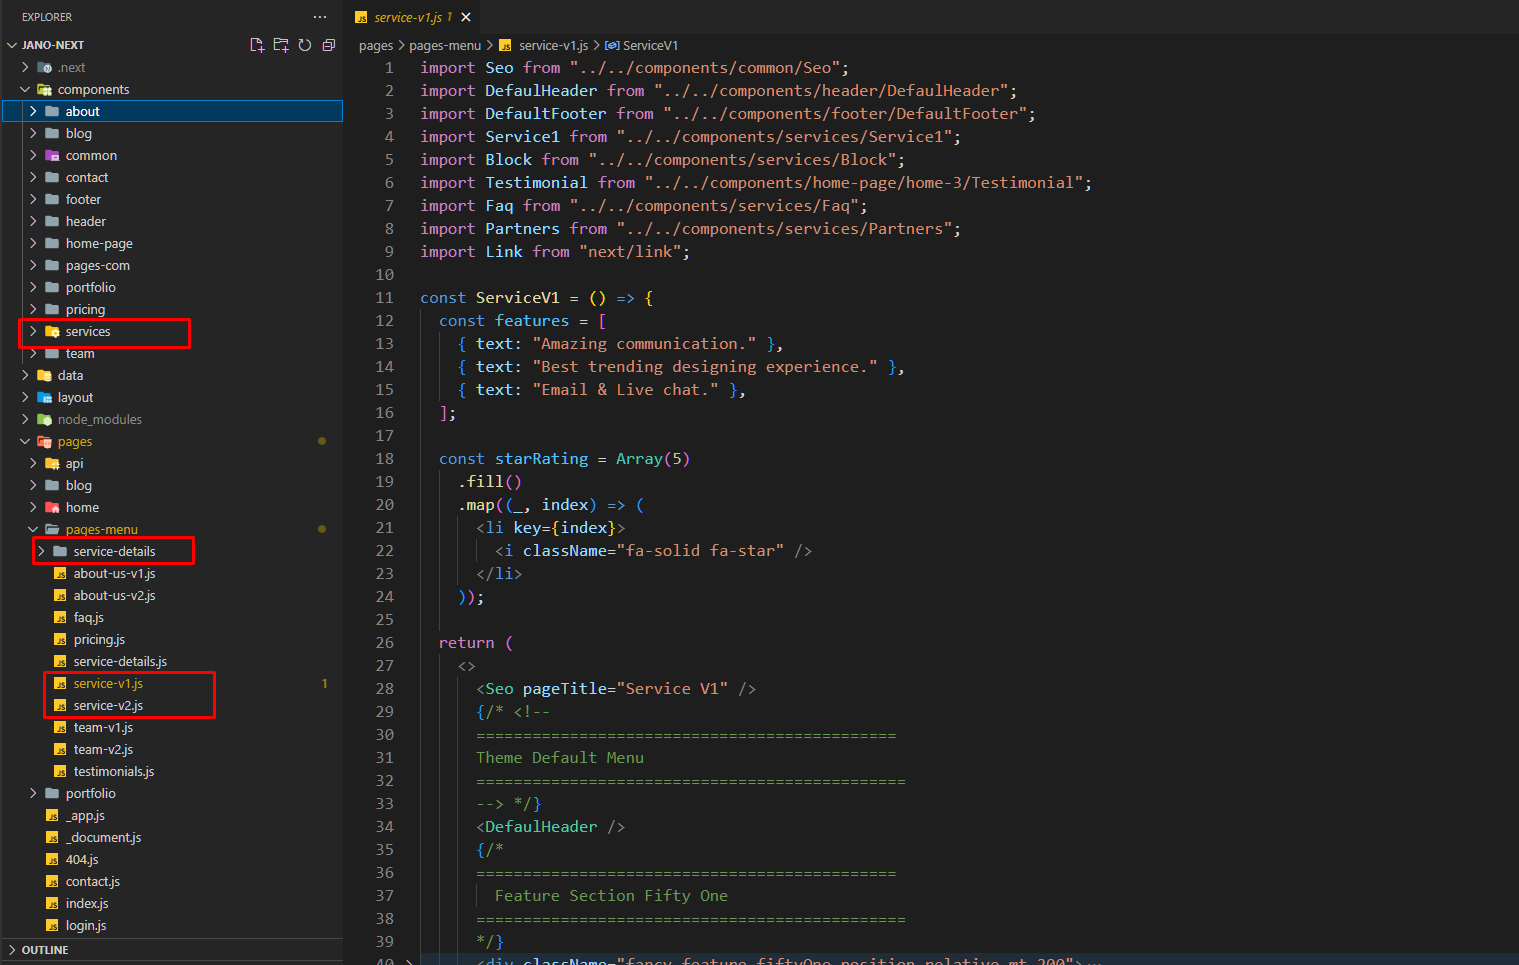 EXPLORER
JANO-NEXT
.next
components
about
blog
common
contact
footer
header
home-page
pages-com
portfolio
pricing
services
team
data
layout
node_modules
pages
api
blog
home
pages-menu
service-details
about-us-v1.js
about-us-v2.js
faq.js
pricing.js
service-details.js
service-v1.js 1
service-v2.js
team-v1.js
team-v2.js
testimonials.js
portfolio
_app.js
_document.js
404.js
contact.js
index.js
login.js
OUTLINE
service-v1.js 1
pages > pages-menu > service-v1.js > ServiceV1
1 import Seo from "../../components/common/Seo";
2 import DefaulHeader from "../../components/header/DefaulHeader";
3 import DefaultFooter from "../../components/footer/DefaultFooter";
4 import Service1 from "../../components/services/Service1";
5 import Block from "../../components/services/Block";
6 import Testimonial from "../../components/home-page/home-3/Testimonial";
7 import Faq from "../../components/services/Faq";
8 import Partners from "../../components/services/Partners";
9 import Link from "next/link";
10
11 const ServiceV1 = () => {
12 const features = [
13 { text: "Amazing communication." },
14 { text: "Best trending designing experience." },
15 { text: "Email & Live chat." },
16 ];
17
18 const starRating = Array(5)
19 .fill()
20 .map((_, index) => (
21 <li key={index}>
22 <i className="fa-solid fa-star" />
23 </li>
24 ));
25
26 return (
27 <>
28 <Seo pageTitle="Service V1" />
29 {/* <!--
30 =============================================
31 Theme Default Menu
32 ==============================================
33 --> */}
34 <DefaulHeader />
35 {/*
36 =============================================
37 Feature Section Fifty One
38 ==============================================
39 */}
40 <div className="fancy-feature-fiftyOne position-relative mt-200">…